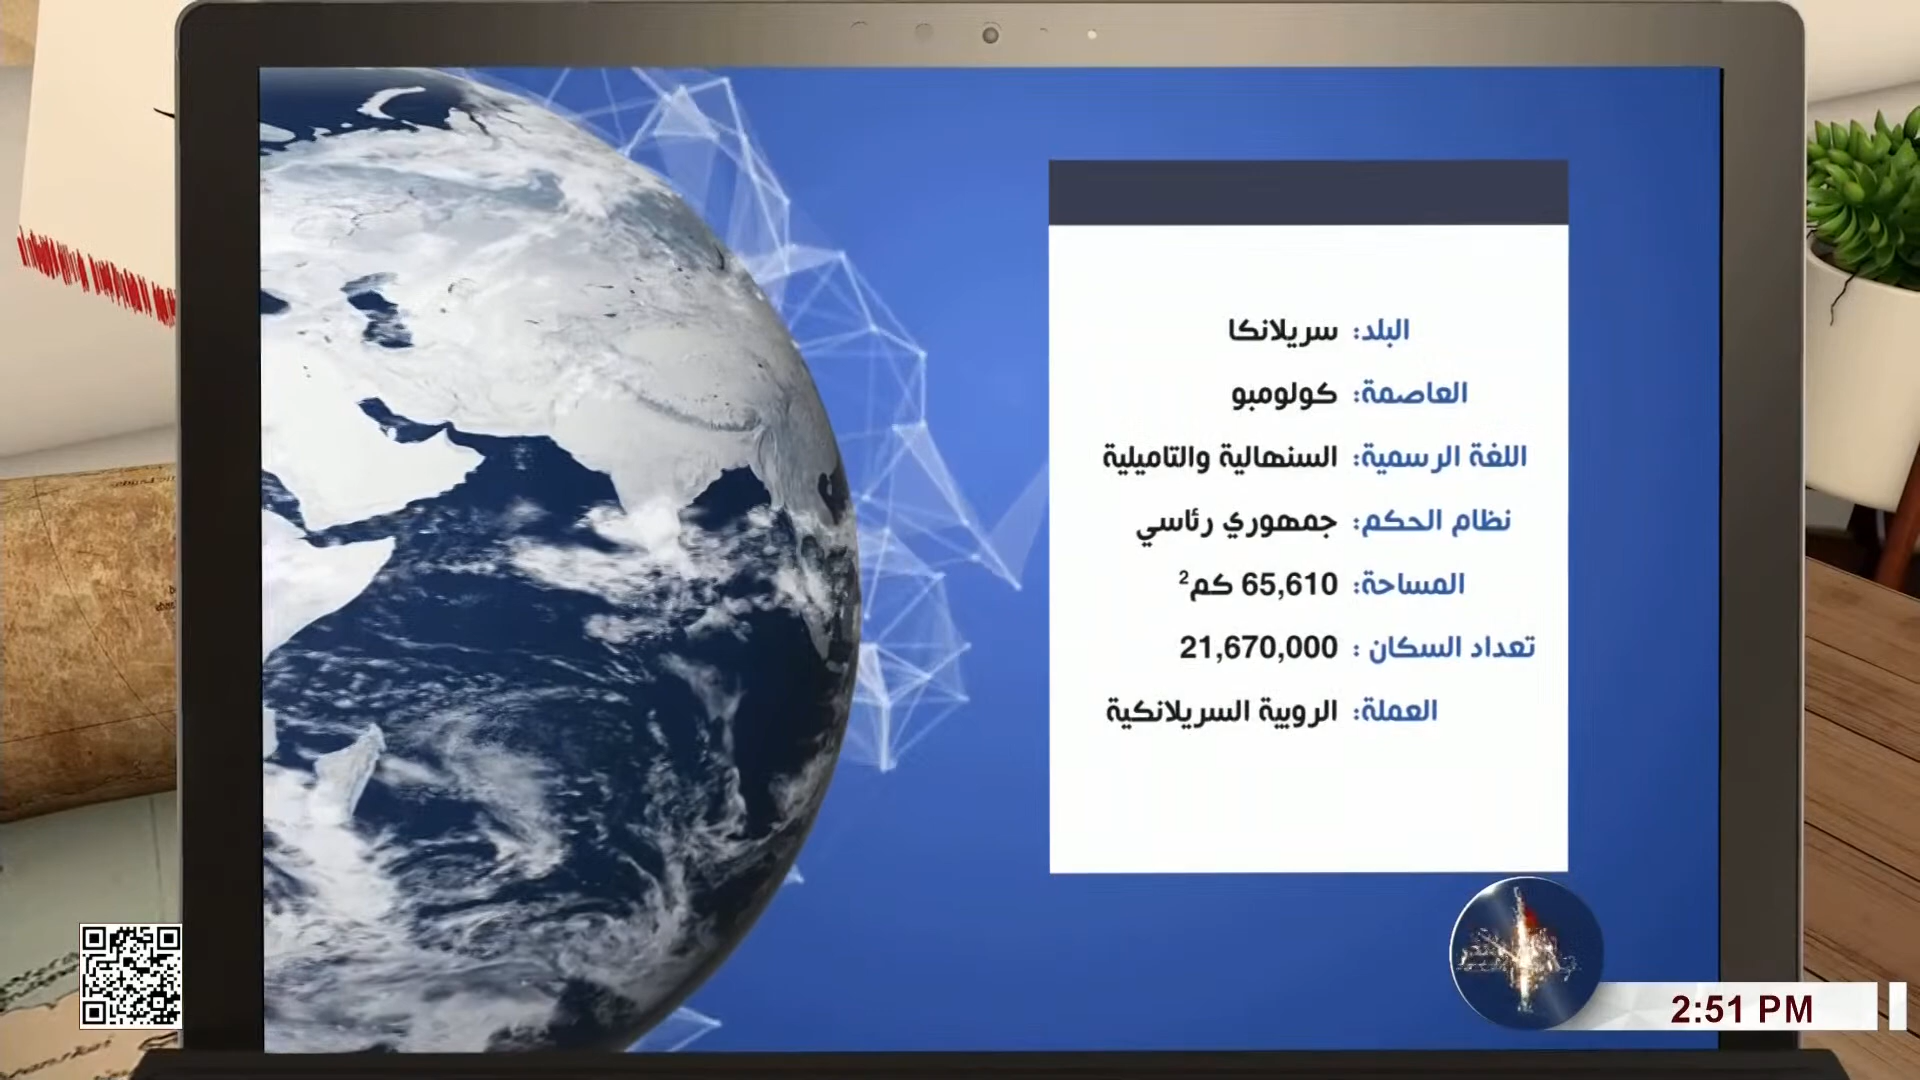 البلد: سريلانكا
العاصمة: كولومبو
اللغة الرسمية: السنهالية والتاميلية
نظام الحكم: جمهوري رئاسي
المساحة: 65,610 كم²
تعداد السكان : 21,670,000
العملة: الروبية السريلانكية
2:51 PM